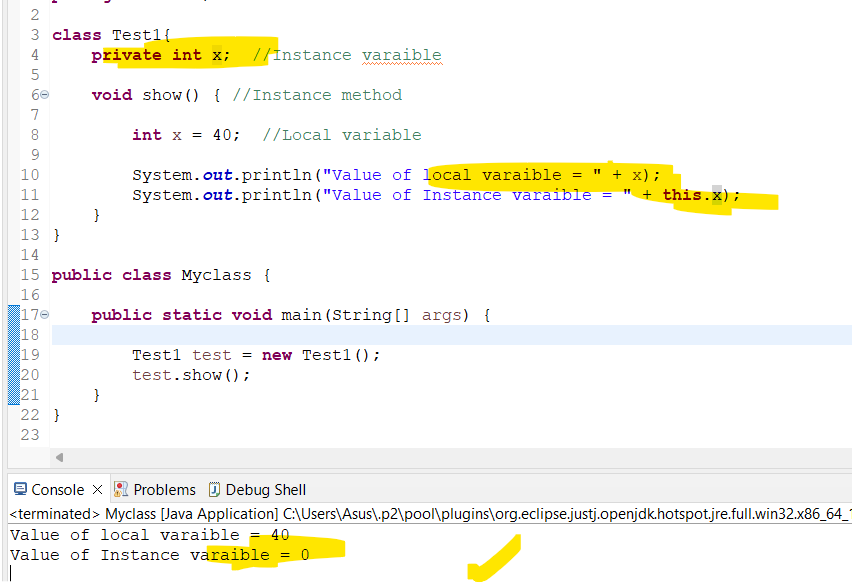 2
3 class Test1{
4 private int x; //Instance varaible
5
6 void show() { //Instance method
7
8 int x = 40; //Local variable
9
10 System.out.println("Value of local varaible = " + x);
11 System.out.println("Value of Instance varaible = " + this.x);
12 }
13 }
14
15 public class Myclass {
16
17 public static void main(String[] args) {
18
19 Test1 test = new Test1();
20 test.show();
21 }
22 }
23
Console Problems Debug Shell
<terminated> Myclass [Java Application] C:\Users\Asus\.p2\pool\plugins\org.eclipse.justj.openjdk.hotspot.jre.full.win32.x86_64_
Value of local varaible = 40
Value of Instance varaible = 0